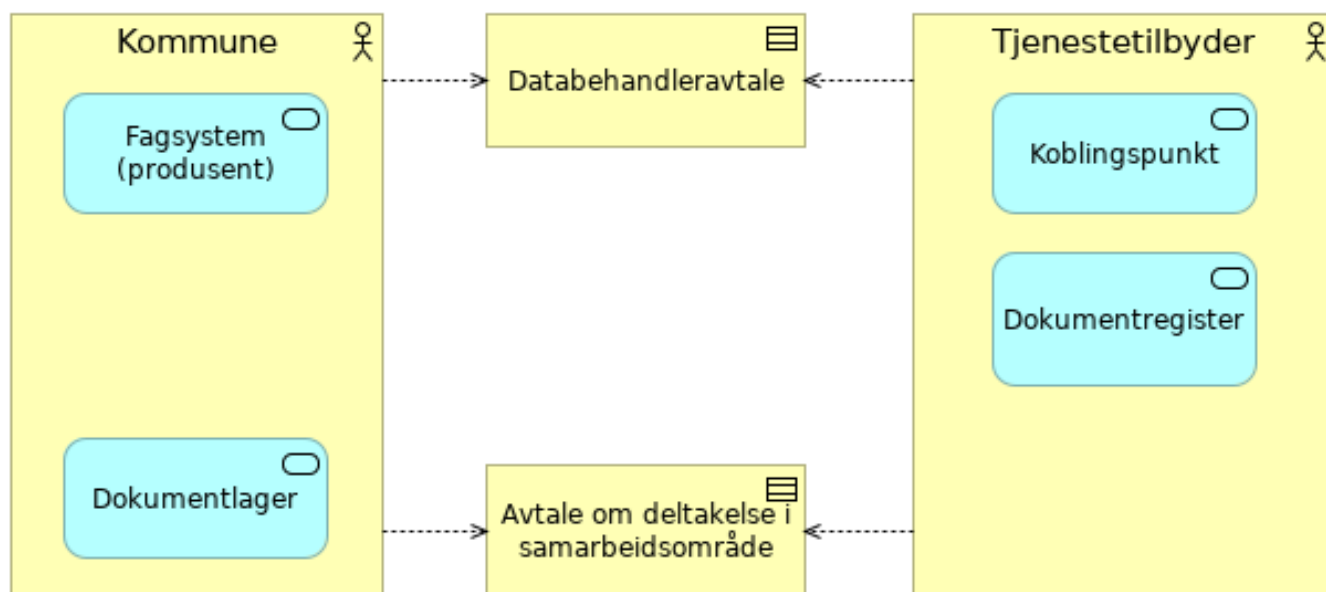 Kommune
Fagsystem
(produsent)
Dokumentlager
Databehandleravtale
Avtale om deltakelse i
samarbeidsområde
Tjenestetilbyder
Koblingspunkt
Dokumentregister